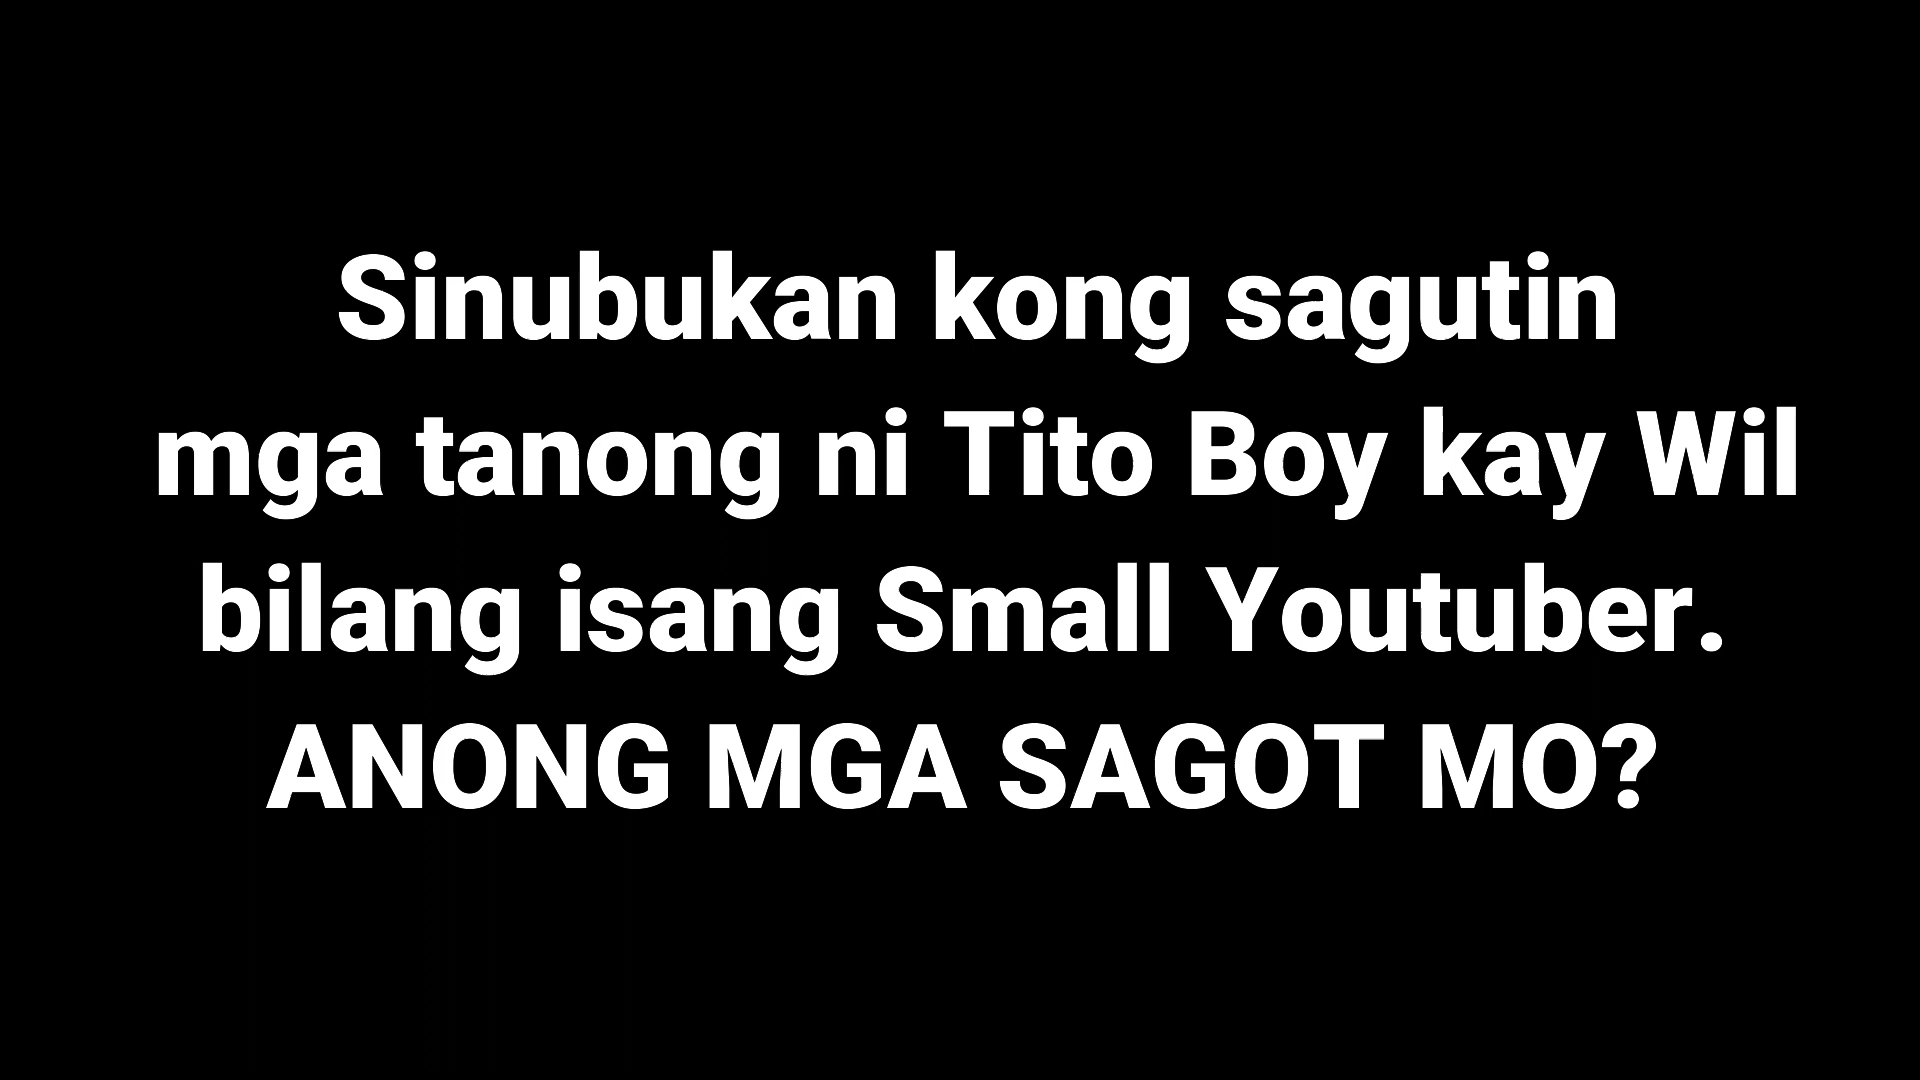 Sinubukan kong sagutin
mga tanong ni Tito Boy kay Wil
bilang isang Small Youtuber.
ANONG MGA SAGOT MO?